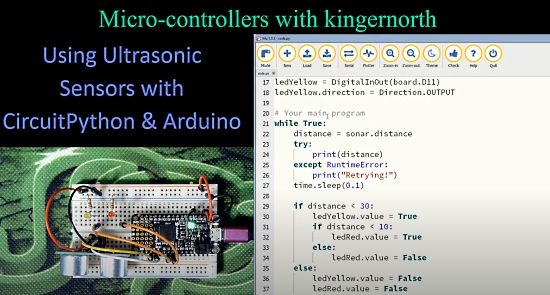 Micro-controllers with kingernorth
Using Ultrasonic
Sensors with
CircuitPython & Arduino
Mode New Load Save Serial Plotter Zoom-in Zoom-out Theme Check Help Quit
17 ledYellow = DigitalInOut(board.D11)
18 ledYellow.direction = Direction.OUTPUT
19
20 # Your main program
21 while True:
22 distance = sonar.distance
23 try:
24 print(distance)
25 except RuntimeError:
26 print("Retrying!")
27 time.sleep(0.1)
28
29 if distance < 30:
30 ledYellow.value = True
31 if distance < 10:
32 ledRed.value = True
33 else:
34 ledRed.value = False
35 else:
36 ledYellow.value = False
37 ledRed.value = False